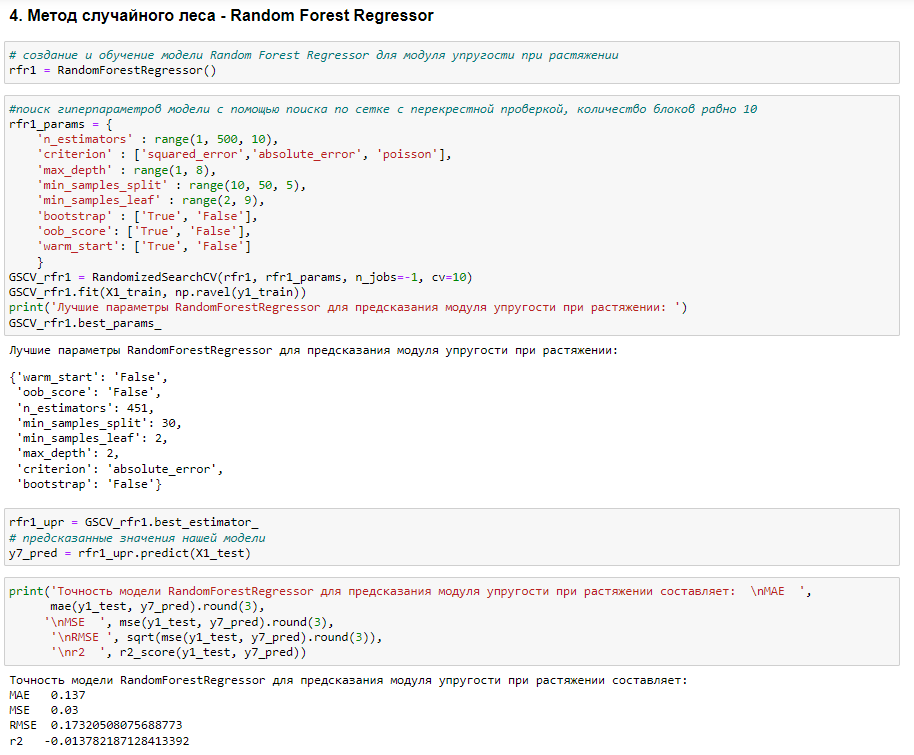 4. Метод случайного леса - Random Forest Regressor
# создание и обучение модели Random Forest Regressor для модуля упругости при растяжении
rfr1 = RandomForestRegressor()
#поиск гиперпараметров модели с помощью поиска по сетке с перекрестной проверкой, количество блоков равно 10
rfr1_params = {
    'n_estimators' : range(1, 500, 10),
    'criterion' : ['squared_error','absolute_error', 'poisson'],
    'max_depth' : range(1, 8),
    'min_samples_split' : range(10, 50, 5),
    'min_samples_leaf' : range(2, 9),
    'bootstrap' : ['True', 'False'],
    'oob_score': ['True', 'False'],
    'warm_start': ['True', 'False']
    }
GSCV_rfr1 = RandomizedSearchCV(rfr1, rfr1_params, n_jobs=-1, cv=10)
GSCV_rfr1.fit(X1_train, np.ravel(y1_train))
print('Лучшие параметры RandomForestRegressor для предсказания модуля упругости при растяжении: ')
GSCV_rfr1.best_params_
Лучшие параметры RandomForestRegressor для предсказания модуля упругости при растяжении:
{'warm_start': 'False',
 'oob_score': 'False',
 'n_estimators': 451,
 'min_samples_split': 30,
 'min_samples_leaf': 2,
 'max_depth': 2,
 'criterion': 'absolute_error',
 'bootstrap': 'False'}
rfr1_upr = GSCV_rfr1.best_estimator_
# предсказанные значения нашей модели
y7_pred = rfr1_upr.predict(X1_test)
print('Точность модели RandomForestRegressor для предсказания модуля упругости при растяжении составляет:  \nMAE  ',
      mae(y1_test, y7_pred).round(3),
     '\nMSE  ', mse(y1_test, y7_pred).round(3),
      '\nRMSE ', sqrt(mse(y1_test, y7_pred).round(3)),
      '\nr2  ', r2_score(y1_test, y7_pred))
Точность модели RandomForestRegressor для предсказания модуля упругости при растяжении составляет:
MAE   0.137
MSE   0.03
RMSE  0.17320508075688773
r2   -0.013782187128413392